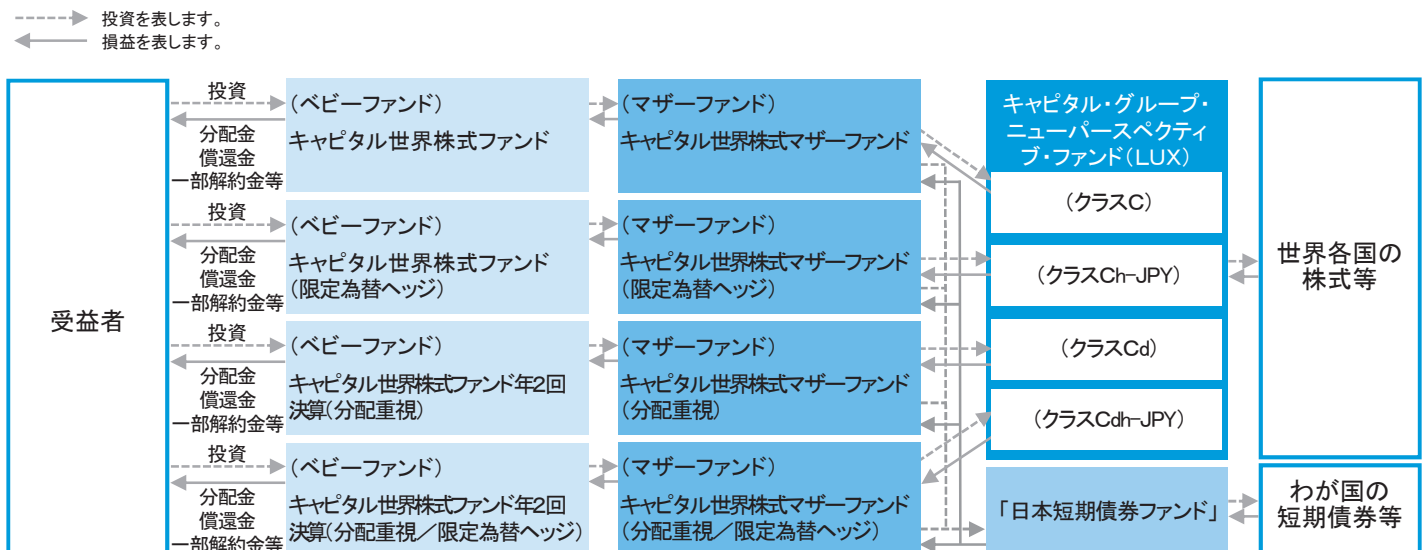 投資を表します。
損益を表します。
受益者
投資
分配金
償還金
一部解約金等
(ベビーファンド)
キャピタル世界株式ファンド
(マザーファンド)
キャピタル世界株式マザーファンド
投資
分配金
償還金
一部解約金等
(ベビーファンド)
キャピタル世界株式ファンド
(限定為替ヘッジ)
(マザーファンド)
キャピタル世界株式マザーファンド
(限定為替ヘッジ)
投資
分配金
償還金
一部解約金等
(ベビーファンド)
キャピタル世界株式ファンド年2回
決算(分配重視)
(マザーファンド)
キャピタル世界株式マザーファンド
(分配重視)
投資
分配金
償還金
一部解約金等
(ベビーファンド)
キャピタル世界株式ファンド年2回
決算(分配重視/限定為替ヘッジ)
(マザーファンド)
キャピタル世界株式マザーファンド
(分配重視/限定為替ヘッジ)
キャピタル・グループ・
ニューパースペクティ
ブ・ファンド(LUX)
(クラスC)
(クラスCh-JPY)
(クラスCd)
(クラスCdh-JPY)
「日本短期債券ファンド」
世界各国の
株式等
わが国の
短期債券等